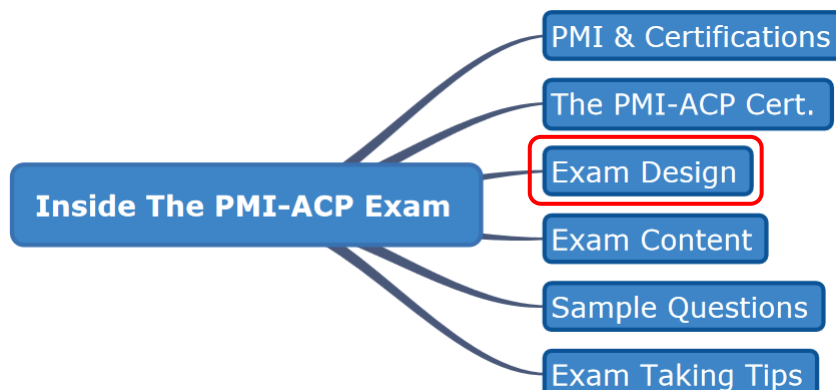 PMI & Certifications
The PMI-ACP Cert.
Exam Design
Inside The PMI-ACP Exam
Exam Content
Sample Questions
Exam Taking Tips